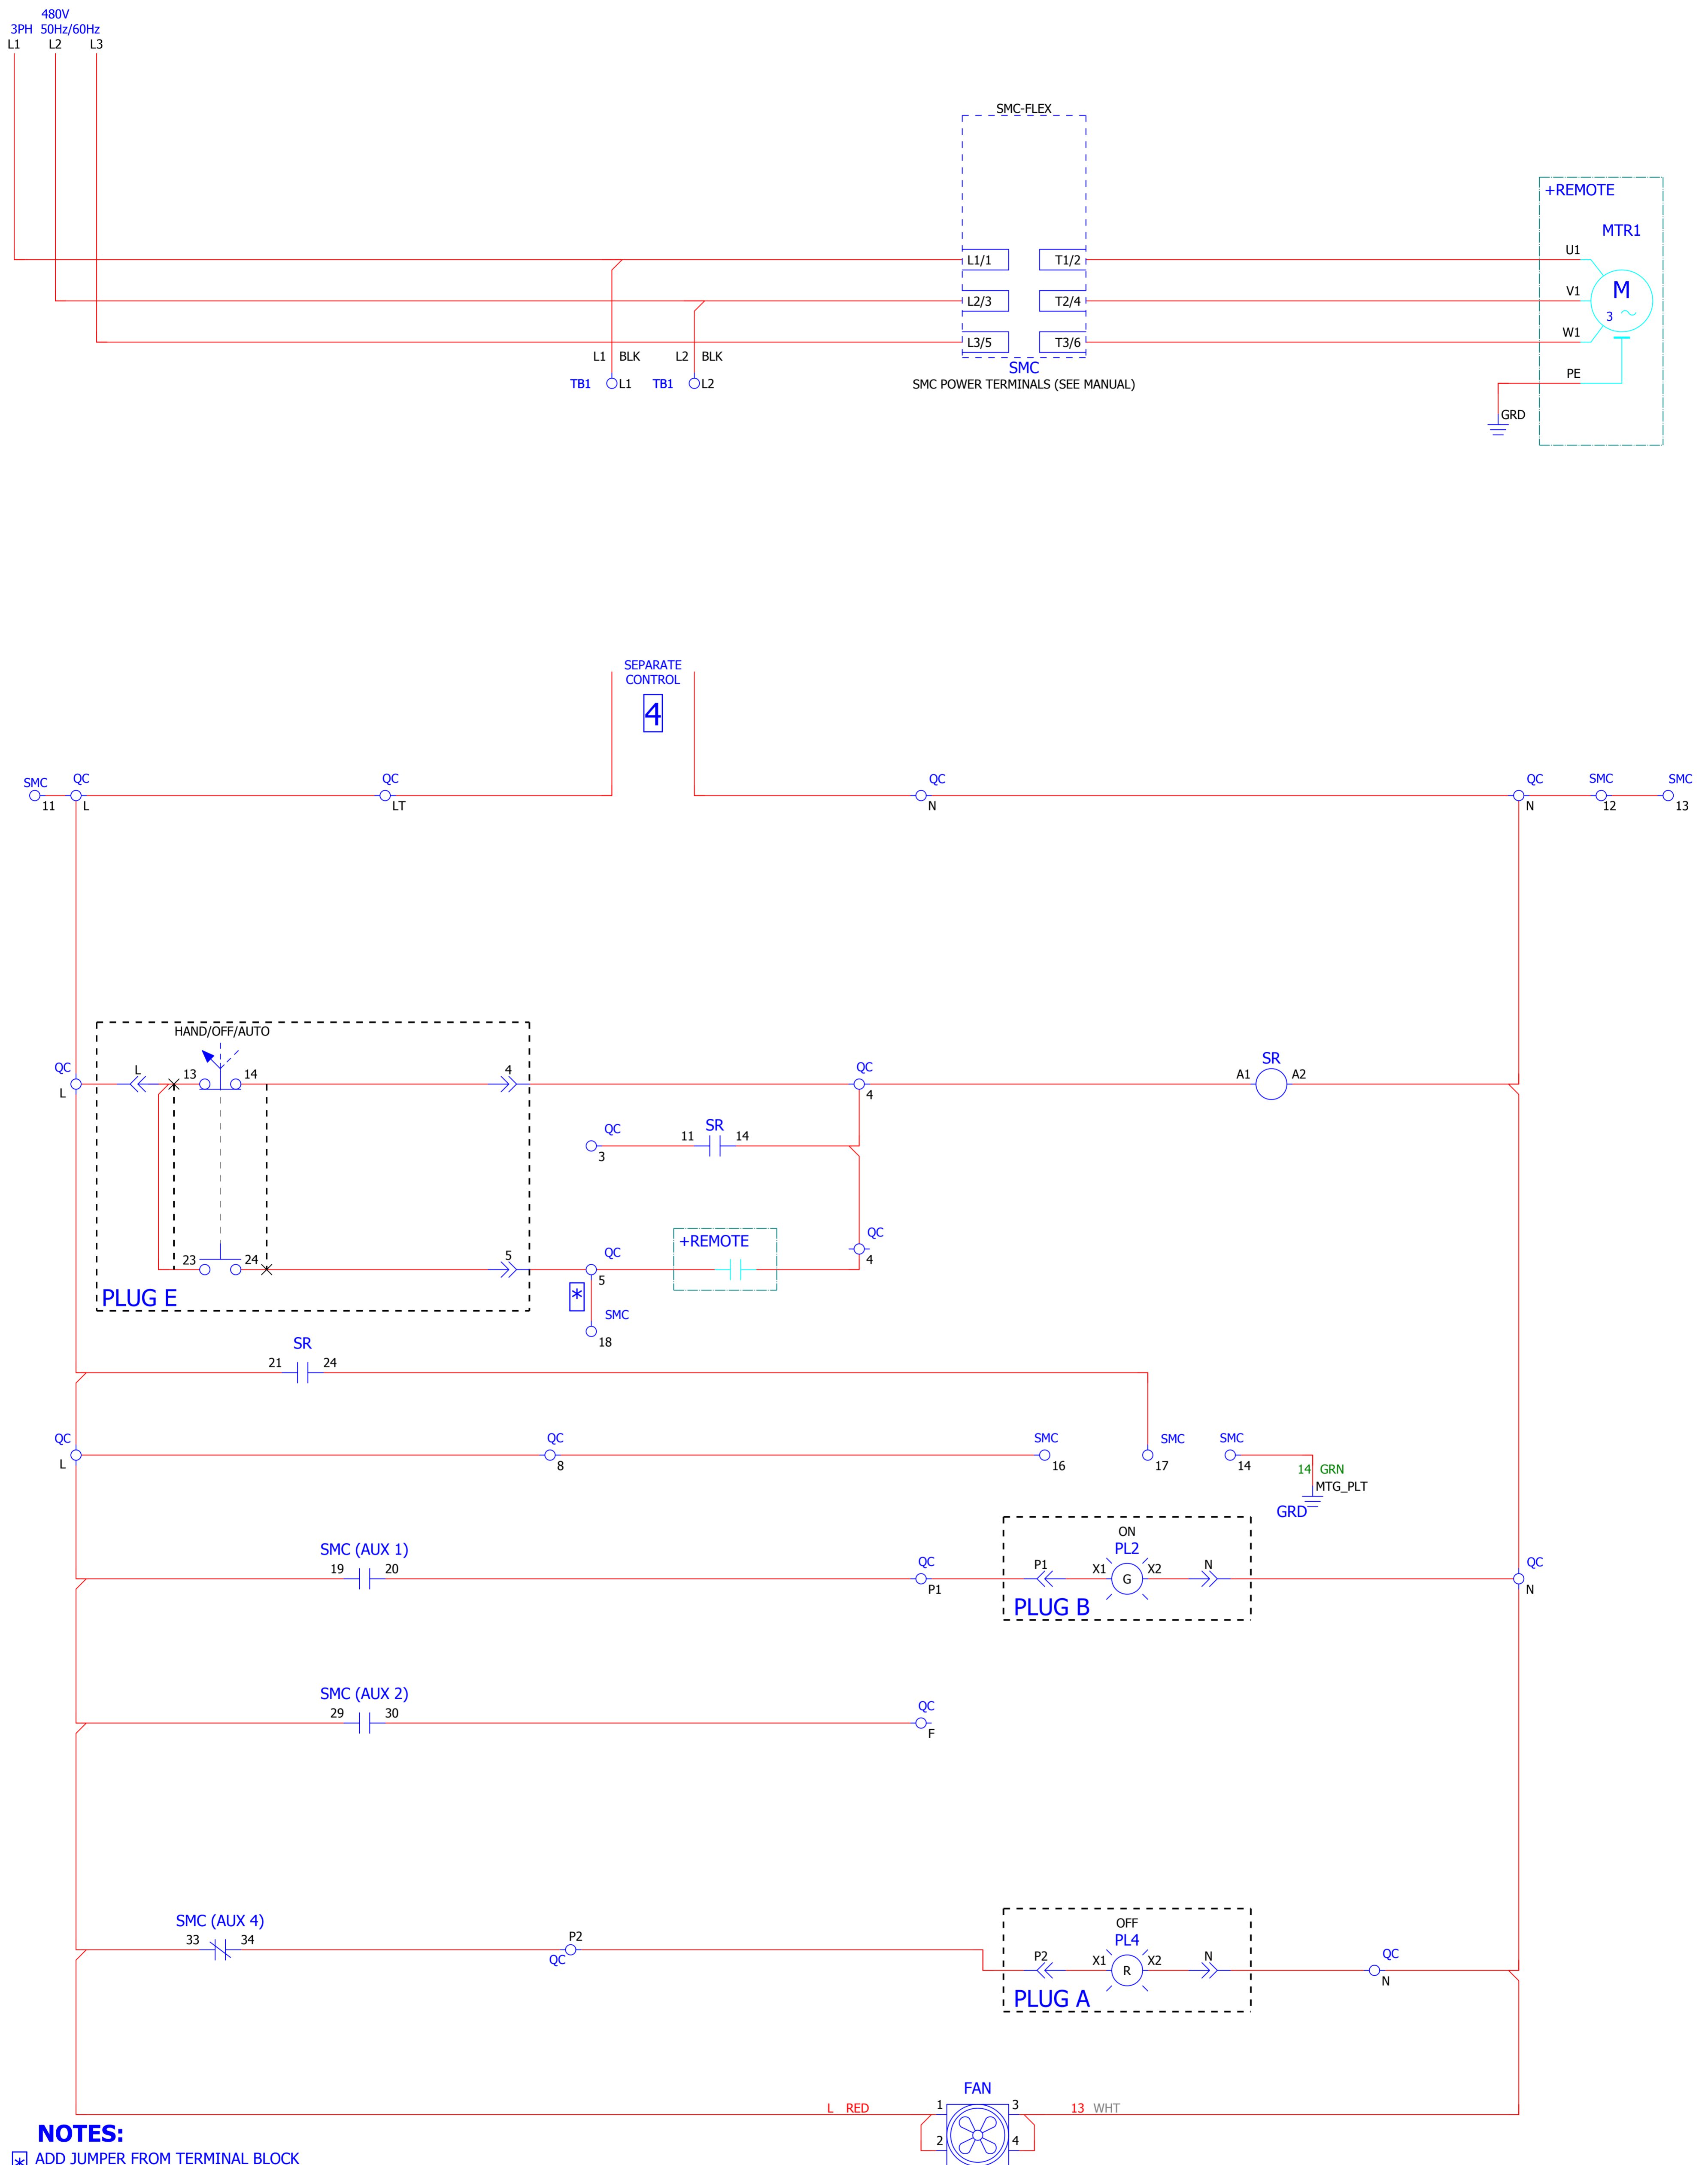 480V
3PH 50Hz/60Hz
L1 L2 L3
SMC-FLEX
+REMOTE
MTR1
L1/1 T1/2 U1
L2/3 T2/4 V1 M
3
L3/5 T3/6 W1
L1 BLK L2 BLK
SMC
TB1 L1 TB1 L2
SMC POWER TERMINALS (SEE MANUAL)
PE
GRD
SEPARATE
CONTROL
4
SMC QC QC QC QC SMC SMC
11 L LT N N 12 13
HAND/OFF/AUTO
QC L 13 14 4 QC SR
L 4 A1 A2
QC 11 SR 14
3
QC
4
+REMOTE
23 24 5 QC
5
PLUG E
*
SMC
18
SR
21 24
QC QC SMC SMC SMC
L 8 16 17 14
14 GRN
MTG_PLT
GRD
ON
SMC (AUX 1) PL2
19 20 QC P1 X1 G X2 N QC
P1 N
PLUG B
SMC (AUX 2)
29 30 QC
F
OFF
SMC (AUX 4) PL4
33 34 P2
QC
P2 X1 R X2 N QC
N
PLUG A
FAN
L RED 1 3 13 WHT
2 4
NOTES:
* ADD JUMPER FROM TERMINAL BLOCK